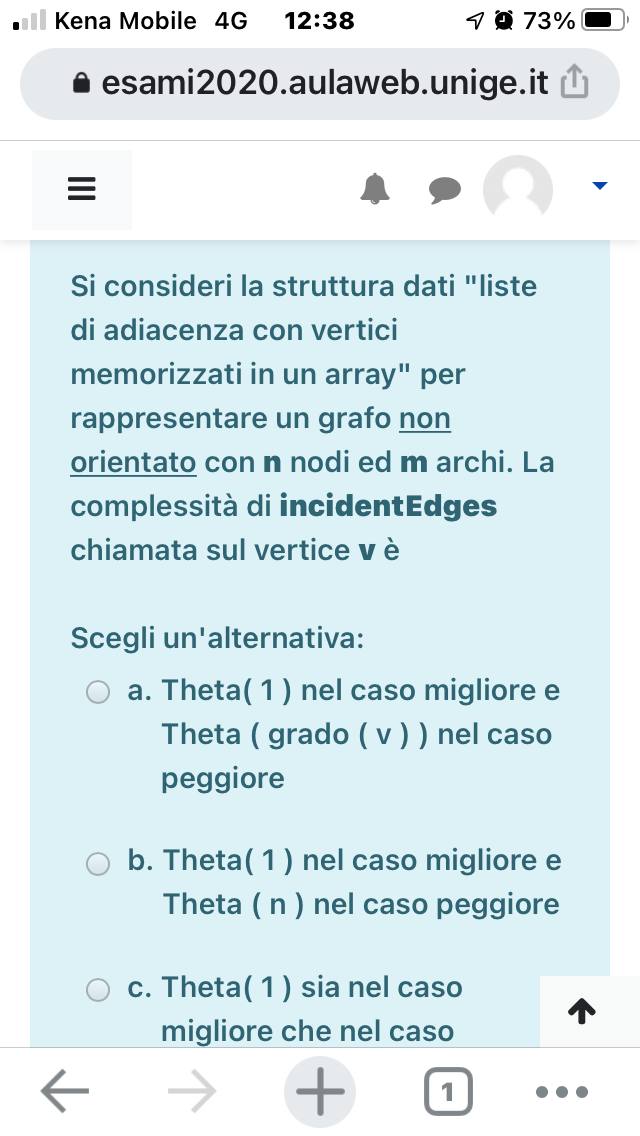 Kena Mobile 4G 12:38 73%
esami2020.aulaweb.unige.it
Si consideri la struttura dati "liste
di adiacenza con vertici
memorizzati in un array" per
rappresentare un grafo non
orientato con n nodi ed m archi. La
complessità di incidentEdges
chiamata sul vertice v è
Scegli un'alternativa:
a. Theta( 1 ) nel caso migliore e
Theta ( grado ( v ) ) nel caso
peggiore
b. Theta( 1 ) nel caso migliore e
Theta ( n ) nel caso peggiore
c. Theta( 1 ) sia nel caso
migliore che nel caso
1